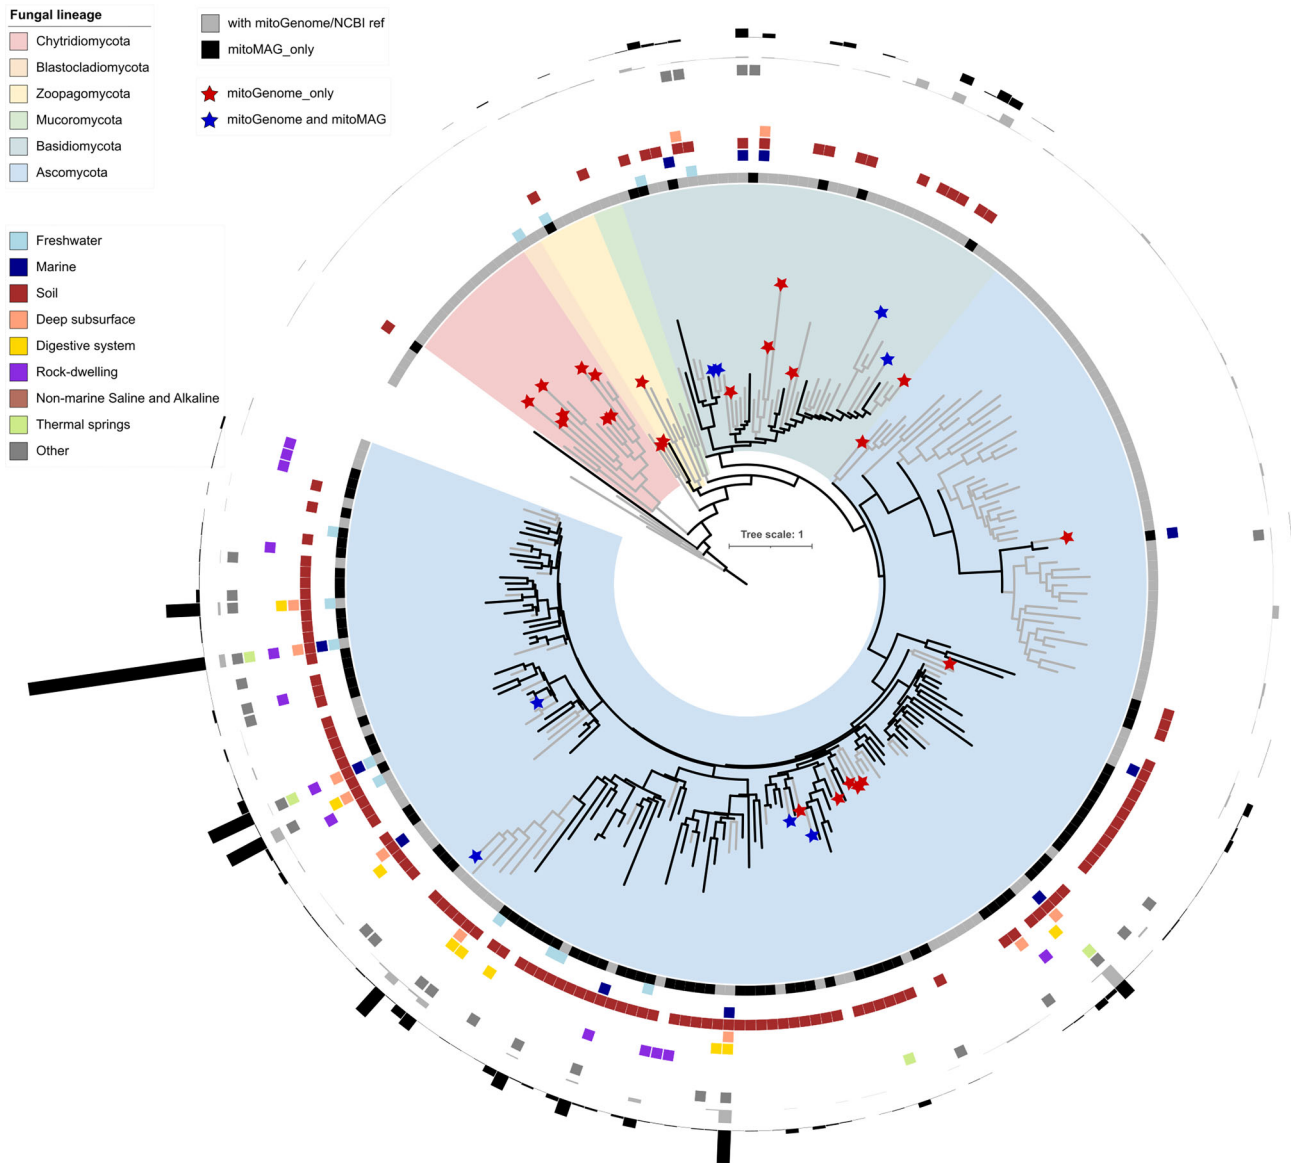 Fungal lineage
Chytridiomycota
Blastocladiomycota
Zoopagomycota
Mucoromycota
Basidiomycota
Ascomycota
with mitoGenome/NCBI ref
mitoMAG_only
mitoGenome_only
mitoGenome and mitoMAG
Freshwater
Marine
Soil
Deep subsurface
Digestive system
Rock-dwelling
Non-marine Saline and Alkaline
Thermal springs
Other
Tree scale: 1